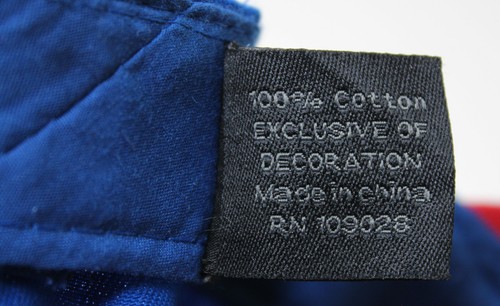 100% Cotton
EXCLUSIVE OF
DECORATION
Made in china
RN 109028